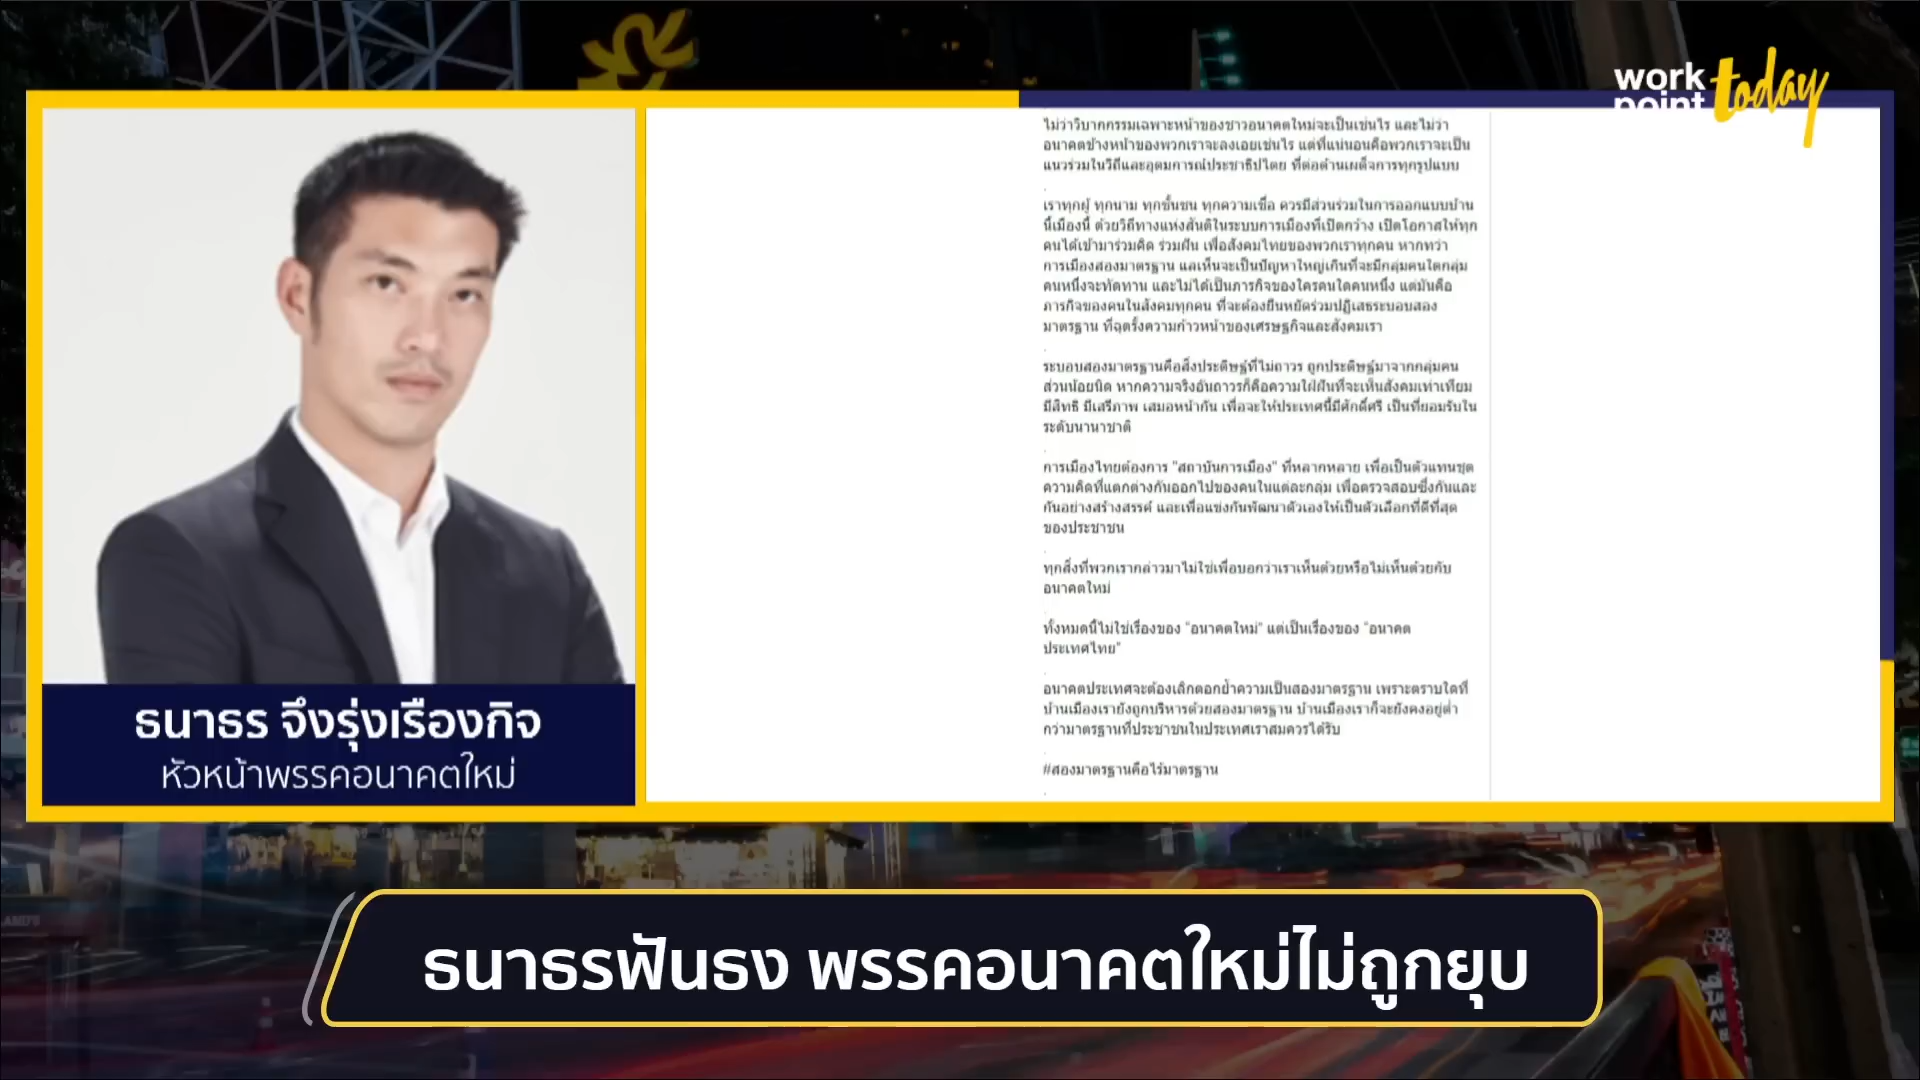 work
point today
ไม่ว่าวิบากกรรมเฉพาะหน้าของชาวอนาคตใหม่จะเป็นเช่นไร และไม่ว่า
อนาคตข้างหน้าของพวกเราจะลงเอยเช่นไร แต่ที่แน่นอนคือพวกเราจะเป็น
แนวร่วมในวิถีและอุดมการณ์ประชาธิปไตย ที่ต่อต้านเผด็จการทุกรูปแบบ
.
เราทุกผู้ ทุกนาม ทุกชั้นชน ทุกความเชื่อ ควรมีส่วนร่วมในการออกแบบบ้าน
นี้เมืองนี้ ด้วยวิถีทางแห่งสันติในระบบการเมืองที่เปิดกว้าง เปิดโอกาสให้ทุก
คนได้เข้ามาร่วมคิด ร่วมฝัน เพื่อสังคมไทยของพวกเราทุกคน หากทว่า
การเมืองสองมาตรฐาน แลเห็นจะเป็นปัญหาใหญ่เกินที่จะมีกลุ่มคนใดกลุ่ม
คนหนึ่งจะทัดทาน และไม่ได้เป็นภารกิจของใครคนใดคนหนึ่ง แต่มันคือ
ภารกิจของคนในสังคมทุกคน ที่จะต้องยืนหยัดร่วมปฏิเสธระบอบสอง
มาตรฐาน ที่ฉุดรั้งความก้าวหน้าของเศรษฐกิจและสังคมเรา
.
ระบอบสองมาตรฐานคือสิ่งประดิษฐ์ที่ไม่ถาวร ถูกประดิษฐ์มาจากกลุ่มคน
ส่วนน้อยนิด หากความจริงอันถาวรก็คือความใฝ่ฝันที่จะเห็นสังคมเท่าเทียม
มีสิทธิ มีเสรีภาพ เสมอหน้ากัน เพื่อจะให้ประเทศนี้มีศักดิ์ศรี เป็นที่ยอมรับใน
ระดับนานาชาติ
.
การเมืองไทยต้องการ "สถาบันการเมือง" ที่หลากหลาย เพื่อเป็นตัวแทนชุด
ความคิดที่แตกต่างกันออกไปของคนในแต่ละกลุ่ม เพื่อตรวจสอบซึ่งกันและ
กันอย่างสร้างสรรค์ และเพื่อแข่งกันพัฒนาตัวเองให้เป็นตัวเลือกที่ดีที่สุด
ของประชาชน
.
ทุกสิ่งที่พวกเรากล่าวมาไม่ใช่เพื่อบอกว่าเราเห็นด้วยหรือไม่เห็นด้วยกับ
อนาคตใหม่
.
ทั้งหมดนี้ไม่ใช่เรื่องของ "อนาคตใหม่" แต่เป็นเรื่องของ "อนาคต
ประเทศไทย"
.
อนาคตประเทศจะต้องเลิกตอกย้ำความเป็นสองมาตรฐาน เพราะตราบใดที่
บ้านเมืองเรายังถูกบริหารด้วยสองมาตรฐาน บ้านเมืองเราก็จะยังคงอยู่ต่ำ
กว่ามาตรฐานที่ประชาชนในประเทศเราสมควรได้รับ
.
#สองมาตรฐานคือไร้มาตรฐาน
.
ธนาธร จึงรุ่งเรืองกิจ
หัวหน้าพรรคอนาคตใหม่
ธนาธรฟันธง พรรคอนาคตใหม่ไม่ถูกยุบ